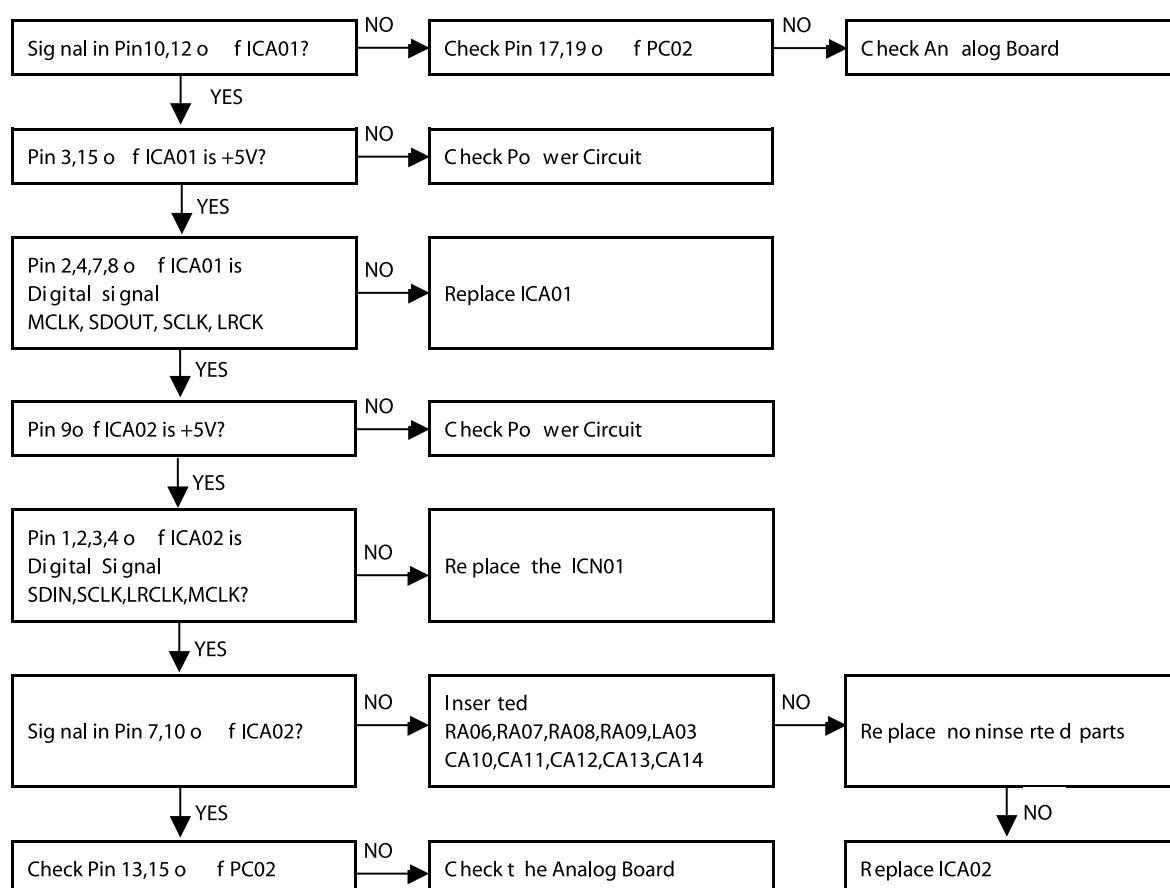 Signal in Pin10,12 of ICA01?
NO
Check Pin 17,19 of PC02
NO
Check Analog Board
YES
Pin 3,15 of ICA01 is +5V?
NO
Check Power Circuit
YES
Pin 2,4,7,8 of ICA01 is
Digital signal
MCLK, SDOUT, SCLK, LRCK
NO
Replace ICA01
YES
Pin 9of ICA02 is +5V?
NO
Check Power Circuit
YES
Pin 1,2,3,4 of ICA02 is
Digital Signal
SDIN,SCLK,LRCLK,MCLK?
NO
Replace the ICN01
YES
Signal in Pin 7,10 of ICA02?
NO
Inserted
RA06,RA07,RA08,RA09,LA03
CA10,CA11,CA12,CA13,CA14
NO
Replace noninserted parts
YES
NO
Check Pin 13,15 of PC02
NO
Check the Analog Board
Replace ICA02